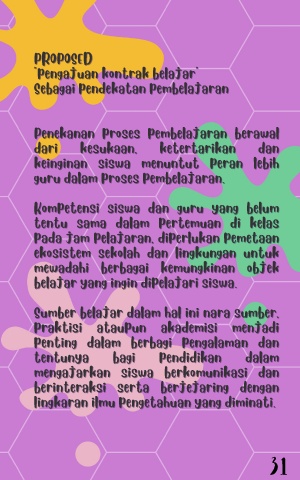 PROPOSED
"Pengajuan kontrak belajar"
Sebagai Pendekatan Pembelajaran
Penekanan Proses Pembelajaran berawal
dari kesukaan, ketertarikan dan
keinginan siswa menuntut Peran lebih
guru dalam Proses Pembelajaran.
Kompetensi siswa dan guru yang belum
tentu sama dalam Pertemuan di kelas
Pada jam Pelajaran, diperlukan Pemetaan
ekosistem sekolah dan lingkungan untuk
mewadahi berbagai kemungkinan objek
belajar yang ingin dipelajari siswa.
Sumber belajar dalam hal ini nara sumber,
Praktisi ataupun akademisi menjadi
Penting dalam berbagi Pengalaman dan
tentunya bagi Pendidikan dalam
mengajarkan siswa berkomunikasi dan
berinteraksi serta berjejaring dengan
lingkaran ilmu Pengetahuan yang diminati.
31